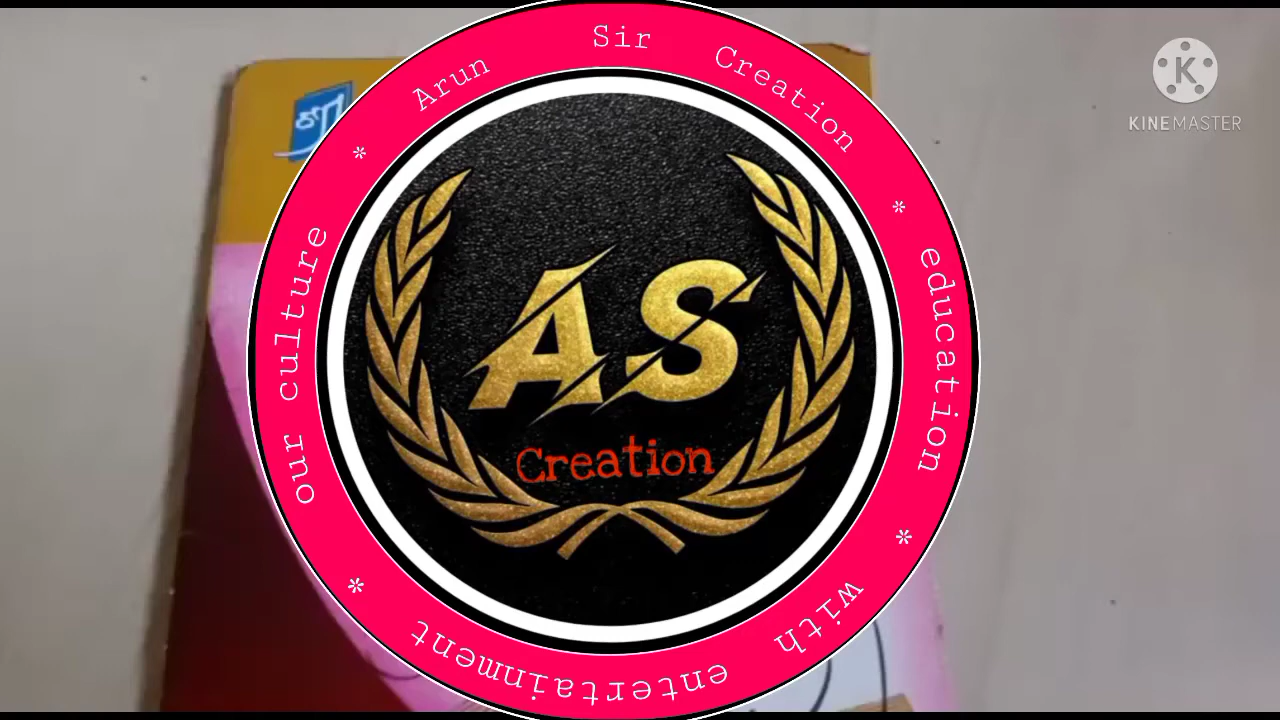 Arun Sir Creation * education * with entertainment * our culture *
AS
Creation
K
KINEMASTER